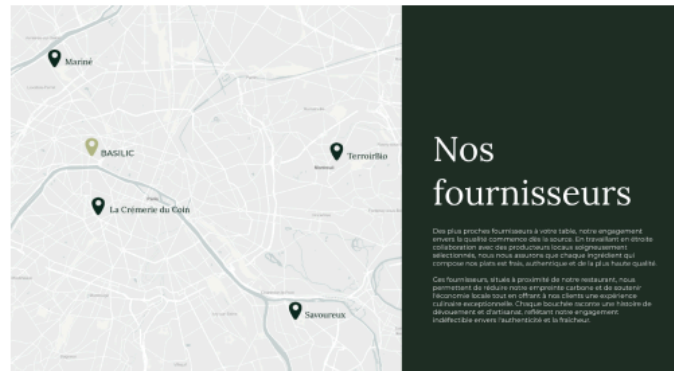 Mariné
BASILIC
TerroirBio
Montreuil
Paris
La Crémerie du Coin
Savoureux
Nos
fournisseurs
Des plus proches fournisseurs à votre table, notre engagement
envers la qualité commence dès la source. En travaillant en étroite
collaboration avec des producteurs locaux soigneusement
sélectionnés, nous nous assurons que chaque ingrédient qui
compose nos plats est frais, authentique et de la plus haute qualité.
Ces fournisseurs, situés à proximité de notre restaurant, nous
permettent de réduire notre empreinte carbone et de soutenir
l'économie locale tout en offrant à nos clients une expérience
culinaire exceptionnelle. Chaque bouchée raconte une histoire de
dévouement et d'artisanat, reflétant notre engagement
indéfectible envers l'authenticité et la fraîcheur.